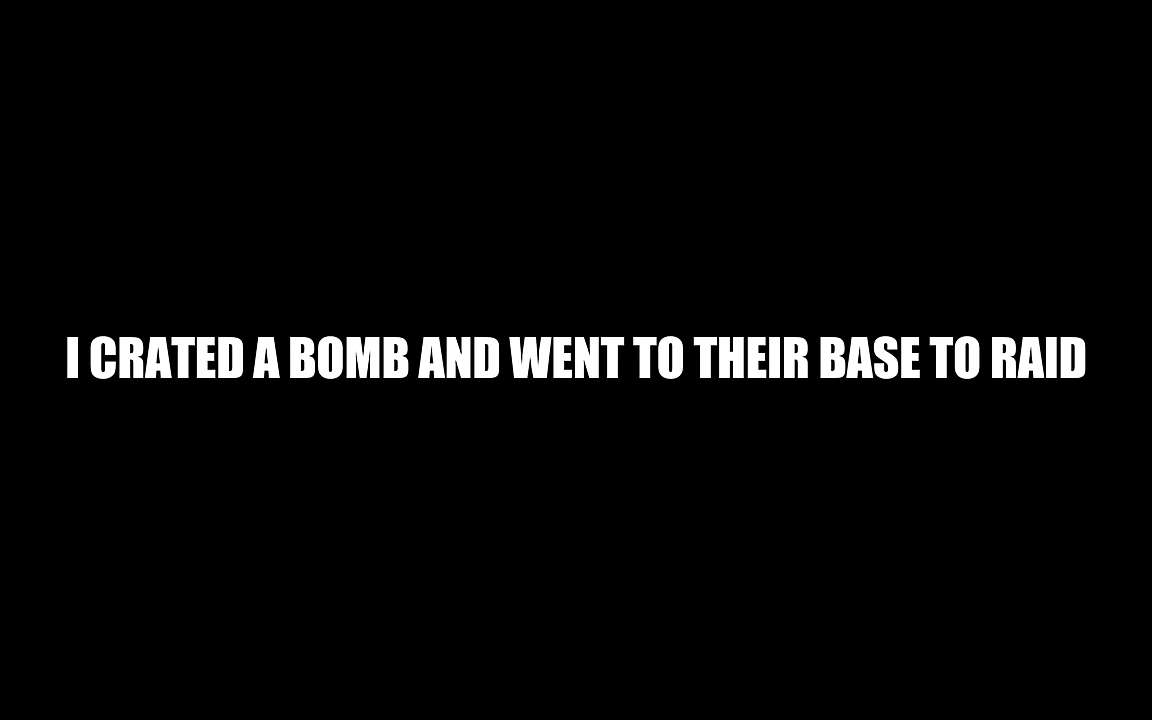 I CRATED A BOMB AND WENT TO THEIR BASE TO RAID